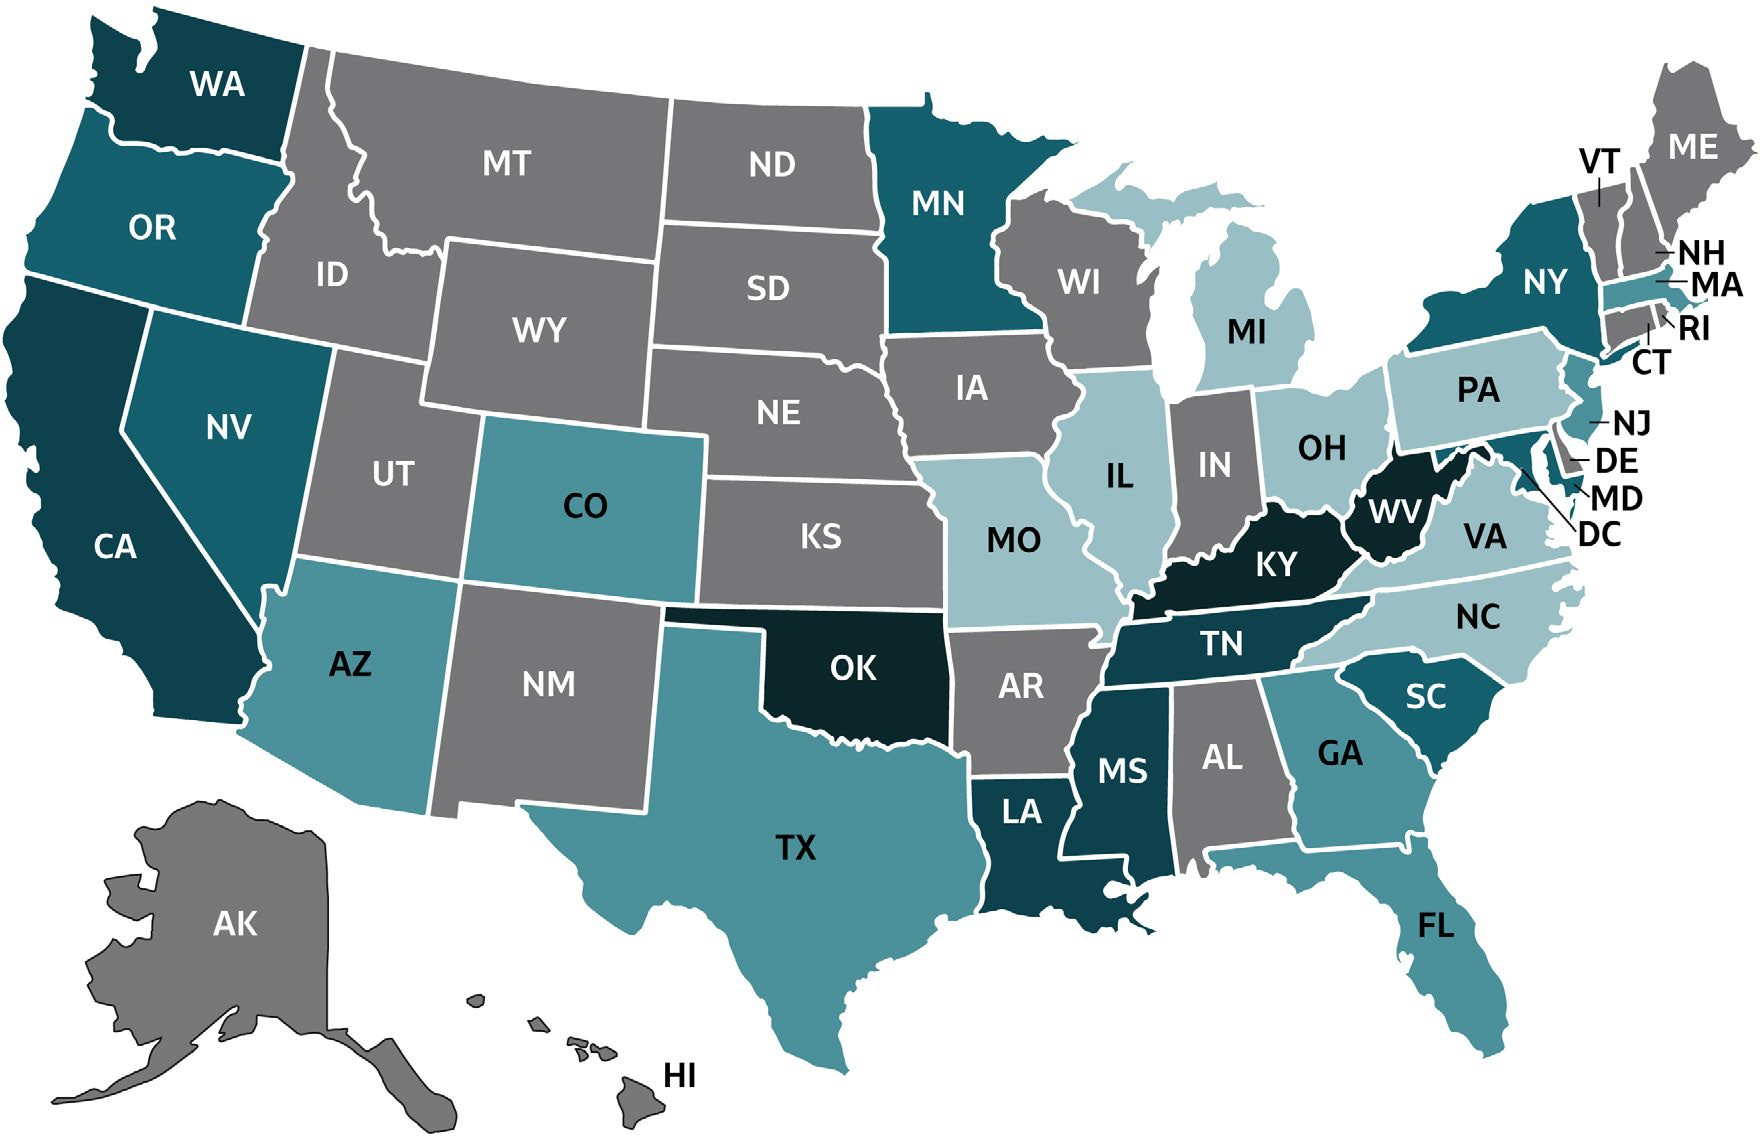 WA
MT
ND
MN
VT
ME
OR
ID
WY
SD
WI
MI
NY
NH
MA
RI
CT
NV
UT
CO
NE
IA
IL
IN
OH
PA
NJ
DE
MD
DC
CA
KS
MO
KY
WV
VA
AZ
NM
OK
AR
TN
NC
SC
TX
LA
MS
AL
GA
FL
AK
HI